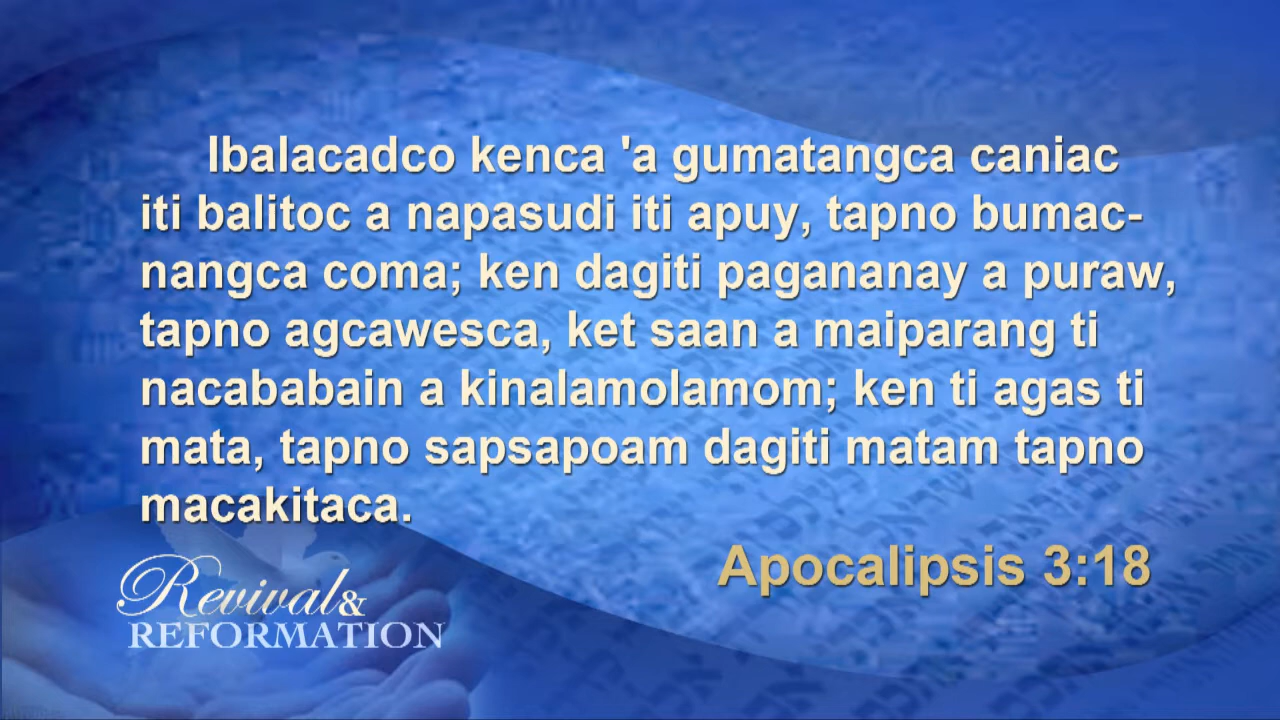 Ibalacadco kenca 'a gumatangca caniac
iti balitoc a napasudi iti apuy, tapno bumac-
nangca coma; ken dagiti pagananay a puraw,
tapno agcawesca, ket saan a maiparang ti
nacababain a kinalamolamom; ken ti agas ti
mata, tapno sapsapoam dagiti matam tapno
macakitaca.
Apocalipsis 3:18
Revival&
REFORMATION